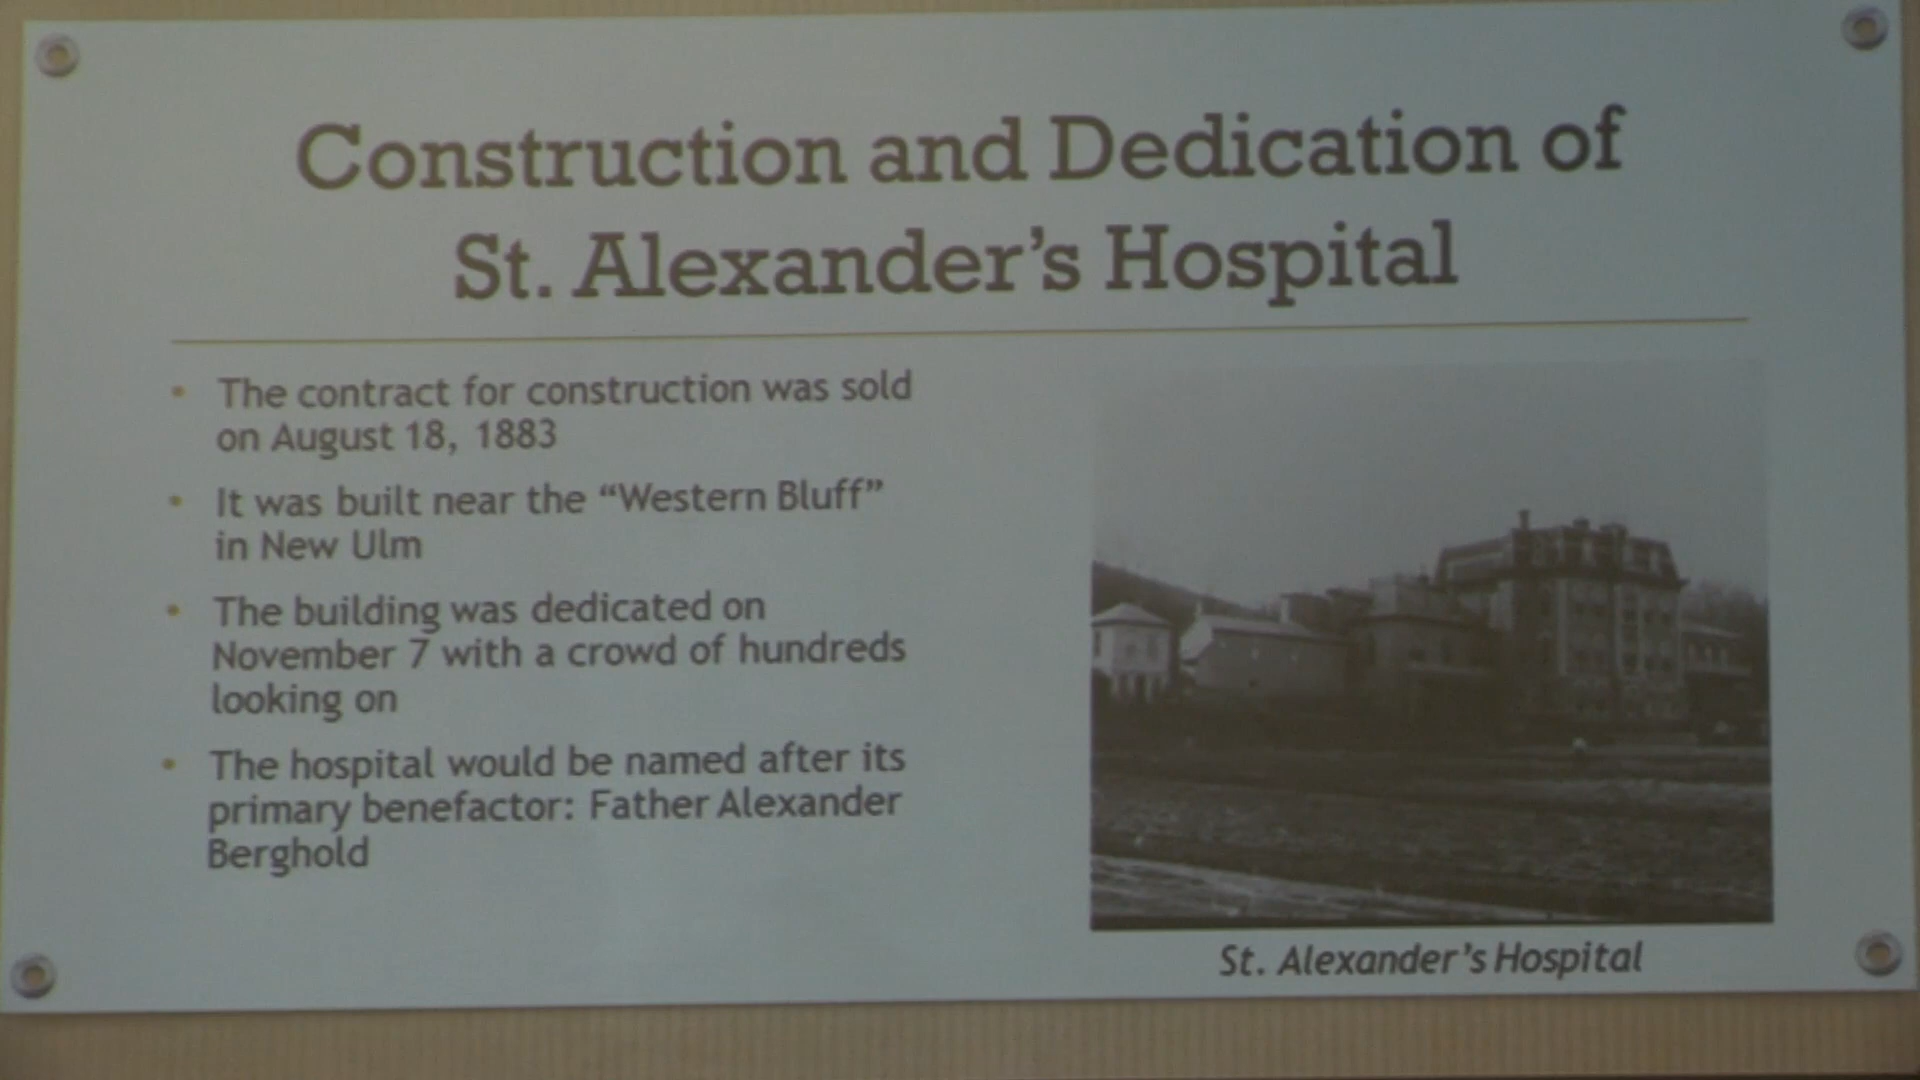 Construction and Dedication of
St. Alexander's Hospital
• The contract for construction was sold
on August 18, 1883
• It was built near the “Western Bluff”
in New Ulm
• The building was dedicated on
November 7 with a crowd of hundreds
looking on
• The hospital would be named after its
primary benefactor: Father Alexander
Berghold
St. Alexander's Hospital